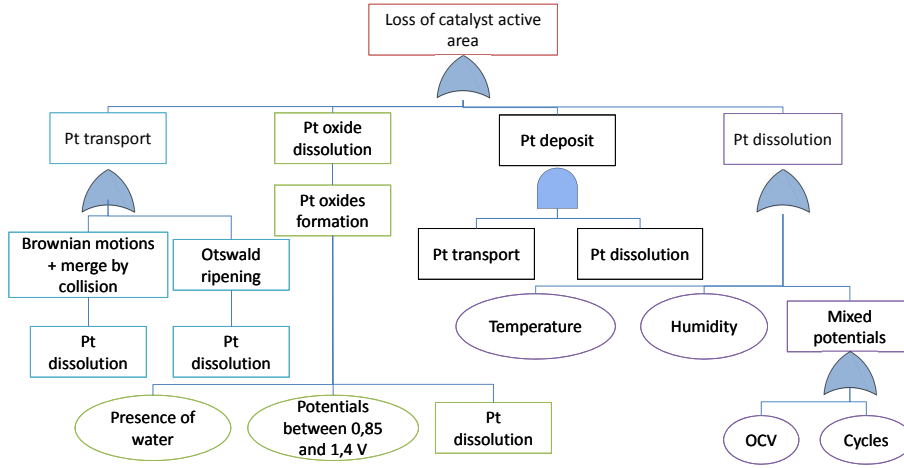 Loss of catalyst active
area
Pt transport
Pt oxide
dissolution
Pt deposit
Pt dissolution
Pt oxides
formation
Brownian motions
+ merge by
collision
Otswald
ripening
Pt transport
Pt dissolution
Temperature
Humidity
Mixed
potentials
Pt
dissolution
Pt
dissolution
Presence of
water
Potentials
between 0,85
and 1,4 V
Pt
dissolution
OCV
Cycles